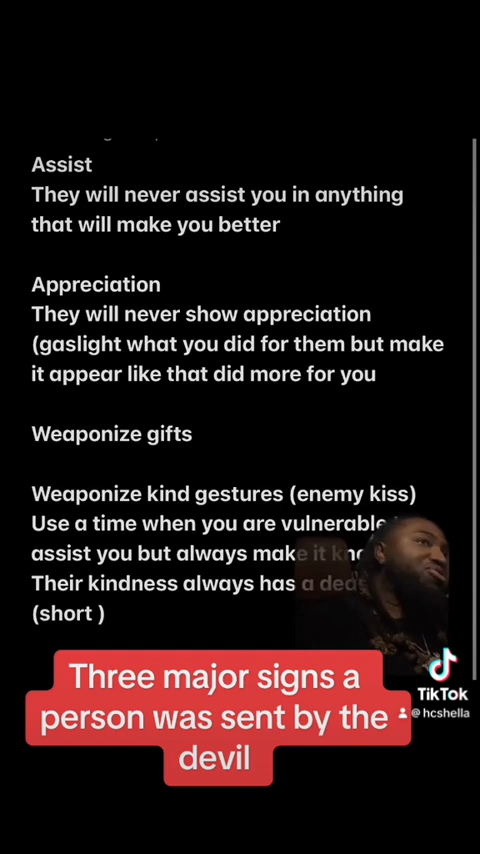 Assist
They will never assist you in anything
that will make you better
Appreciation
They will never show appreciation
(gaslight what you did for them but make
it appear like that did more for you
Weaponize gifts
Weaponize kind gestures (enemy kiss)
Use a time when you are vulnerable
assist you but always make it
Their kindness always has a
(short )
Three major signs a
person was sent by the
devil
TikTok
@hcshella